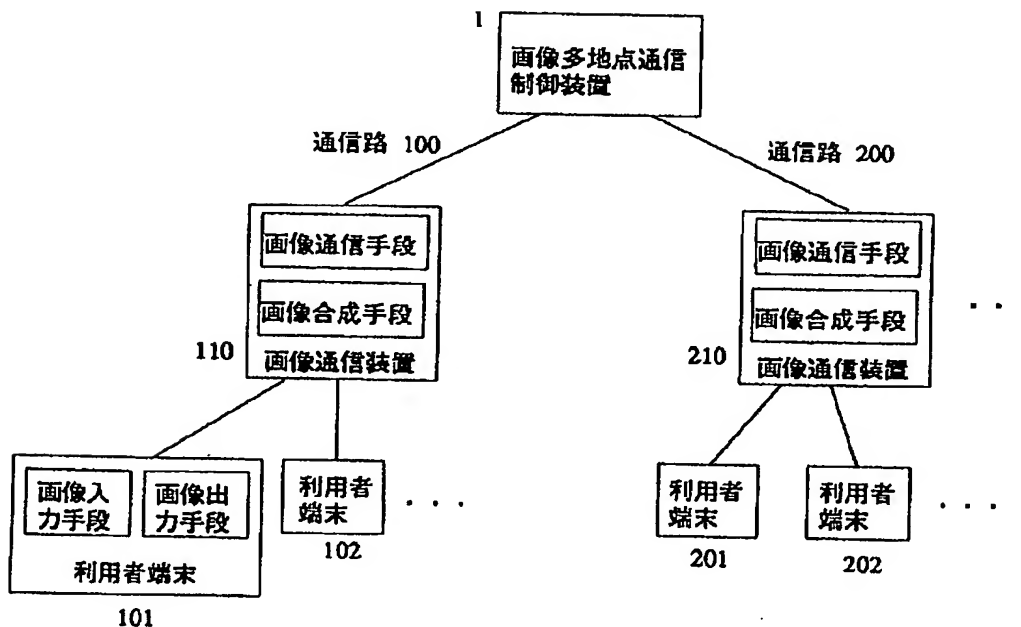 1
画像多地点通信
制御装置
通信路 100
通信路 200
画像通信手段
画像合成手段
画像通信装置
110
画像通信手段
画像合成手段
画像通信装置
210
. .
画像入
力手段
画像出
力手段
利用者端末
101
利用者
端末
102
. . .
利用者
端末
201
利用者
端末
202
. . .